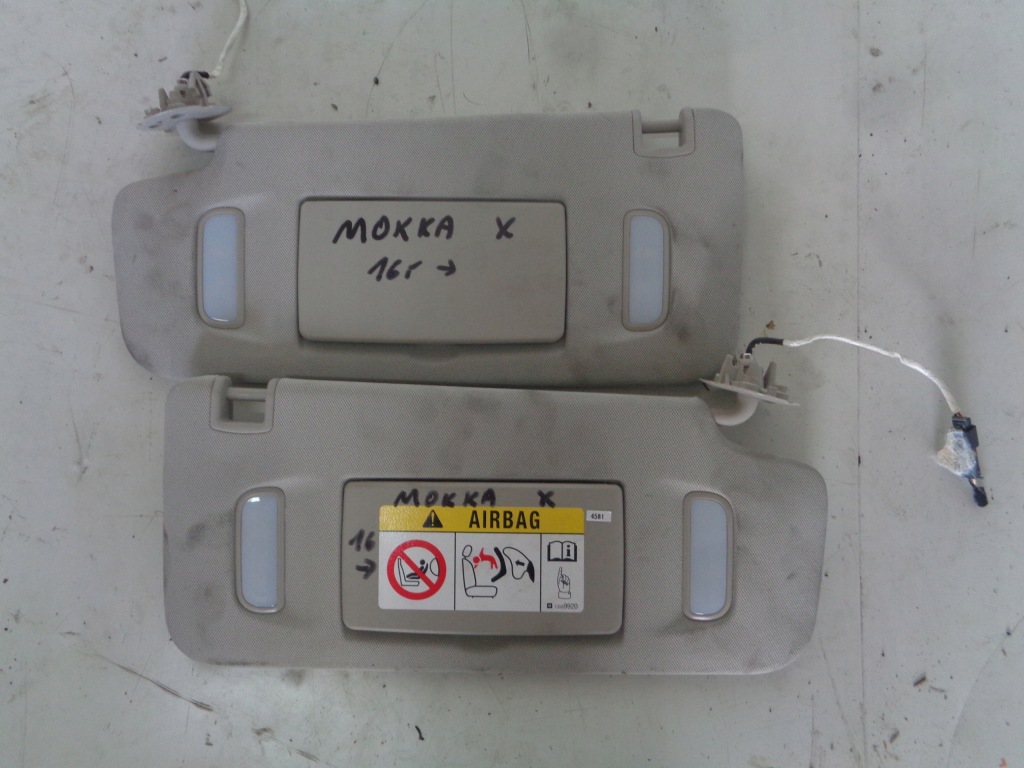 MOKKA X
16r →
MOKKA X
AIRBAG
4581
16
→